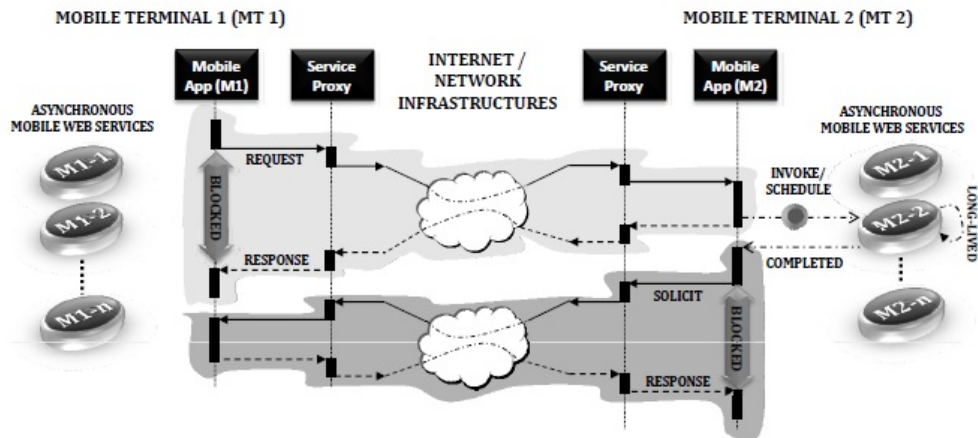 MOBILE TERMINAL 1 (MT 1)
MOBILE TERMINAL 2 (MT 2)
Mobile
App (M1)
Service
Proxy
INTERNET /
NETWORK
INFRASTRUCTURES
Service
Proxy
Mobile
App (M2)
ASYNCHRONOUS
MOBILE WEB SERVICES
ASYNCHRONOUS
MOBILE WEB SERVICES
M1-1
M1-2
M1-n
REQUEST
BLOCKED
RESPONSE
INVOKE/
SCHEDULE
M2-1
M2-2
M2-n
LONG-LIVED
COMPLETED
SOLICIT
BLOCKED
RESPONSE